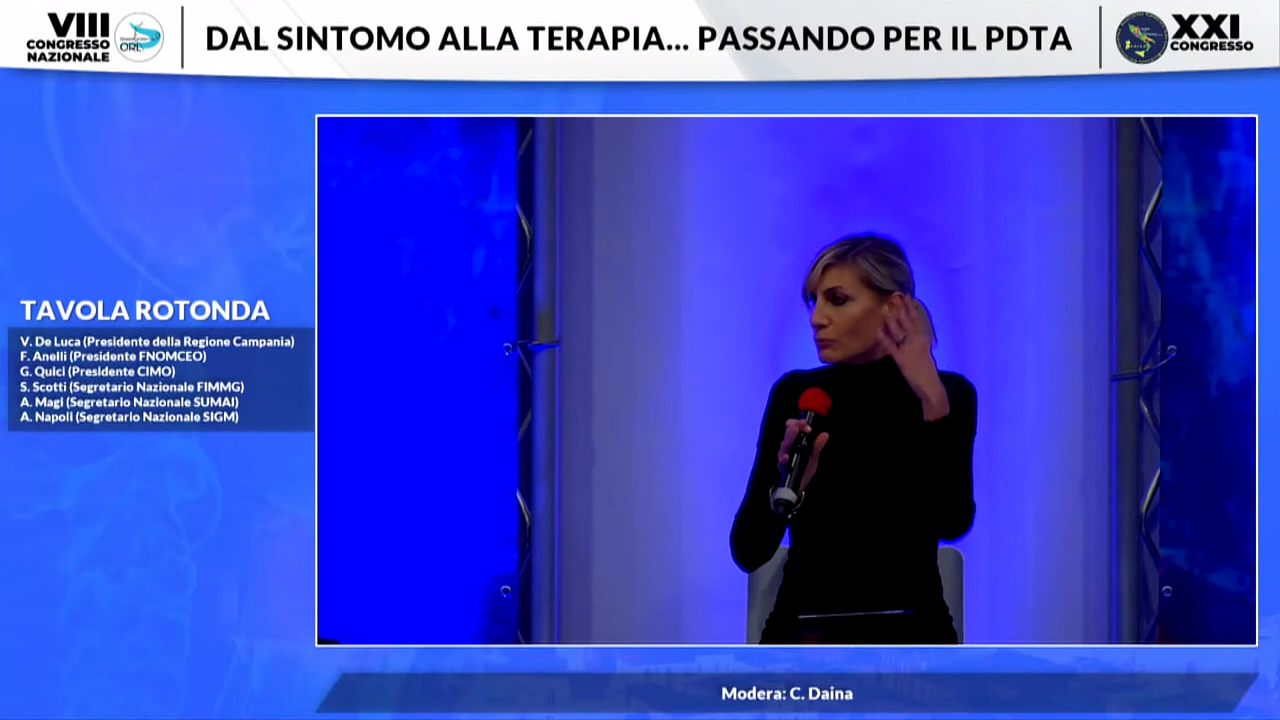 VIII
CONGRESSO
NAZIONALE
ORL
DAL SINTOMO ALLA TERAPIA... PASSANDO PER IL PDTA
XXI
CONGRESSO
TAVOLA ROTONDA
V. De Luca (Presidente della Regione Campania)
F. Anelli (Presidente FNOMCEO)
G. Quici (Presidente CIMO)
S. Scotti (Segretario Nazionale FIMMG)
A. Magi (Segretario Nazionale SUMAI)
A. Napoli (Segretario Nazionale SIGM)
Modera: C. Daina